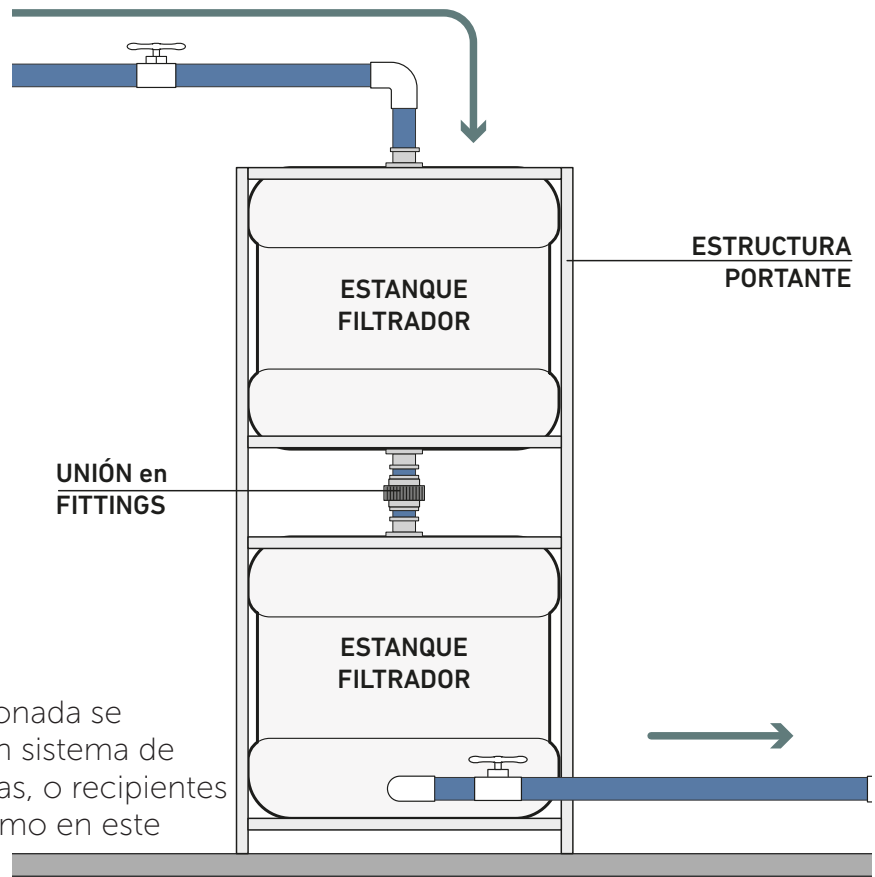 ESTRUCTURA
PORTANTE
ESTANQUE
FILTRADOR
UNIÓN en
FITTINGS
ESTANQUE
FILTRADOR
se
sistema de
o recipientes
en este